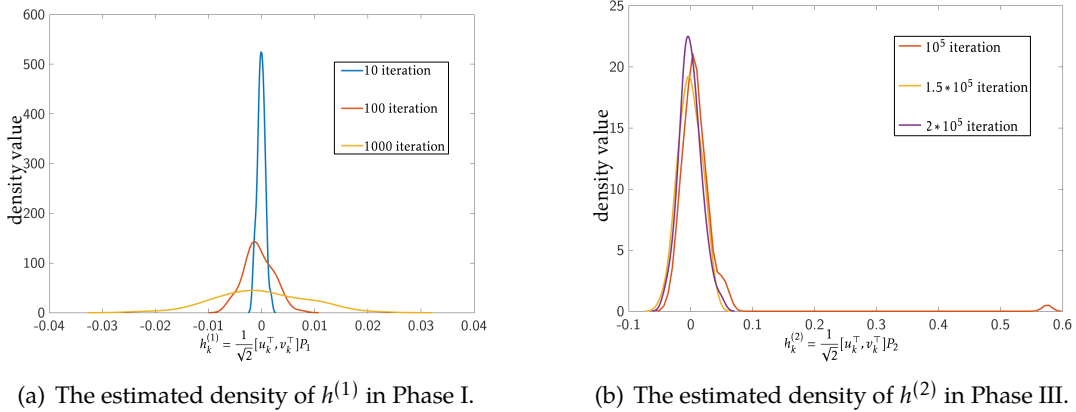 600
500
400
300
200
100
0
density value
10 iteration
100 iteration
1000 iteration
-0.04 -0.03 -0.02 -0.01 0 0.01 0.02 0.03 0.04
h_k^{(1)} = \frac{1}{\sqrt{2}}[u_k^⊤, v_k^⊤]P_1
(a) The estimated density of h^{(1)} in Phase I.
25
20
15
10
5
0
density value
10^5 iteration
1.5∗10^5 iteration
2∗10^5 iteration
-0.1 0 0.1 0.2 0.3 0.4 0.5 0.6
h_k^{(2)} = \frac{1}{\sqrt{2}}[u_k^⊤, v_k^⊤]P_2
(b) The estimated density of h^{(2)} in Phase III.